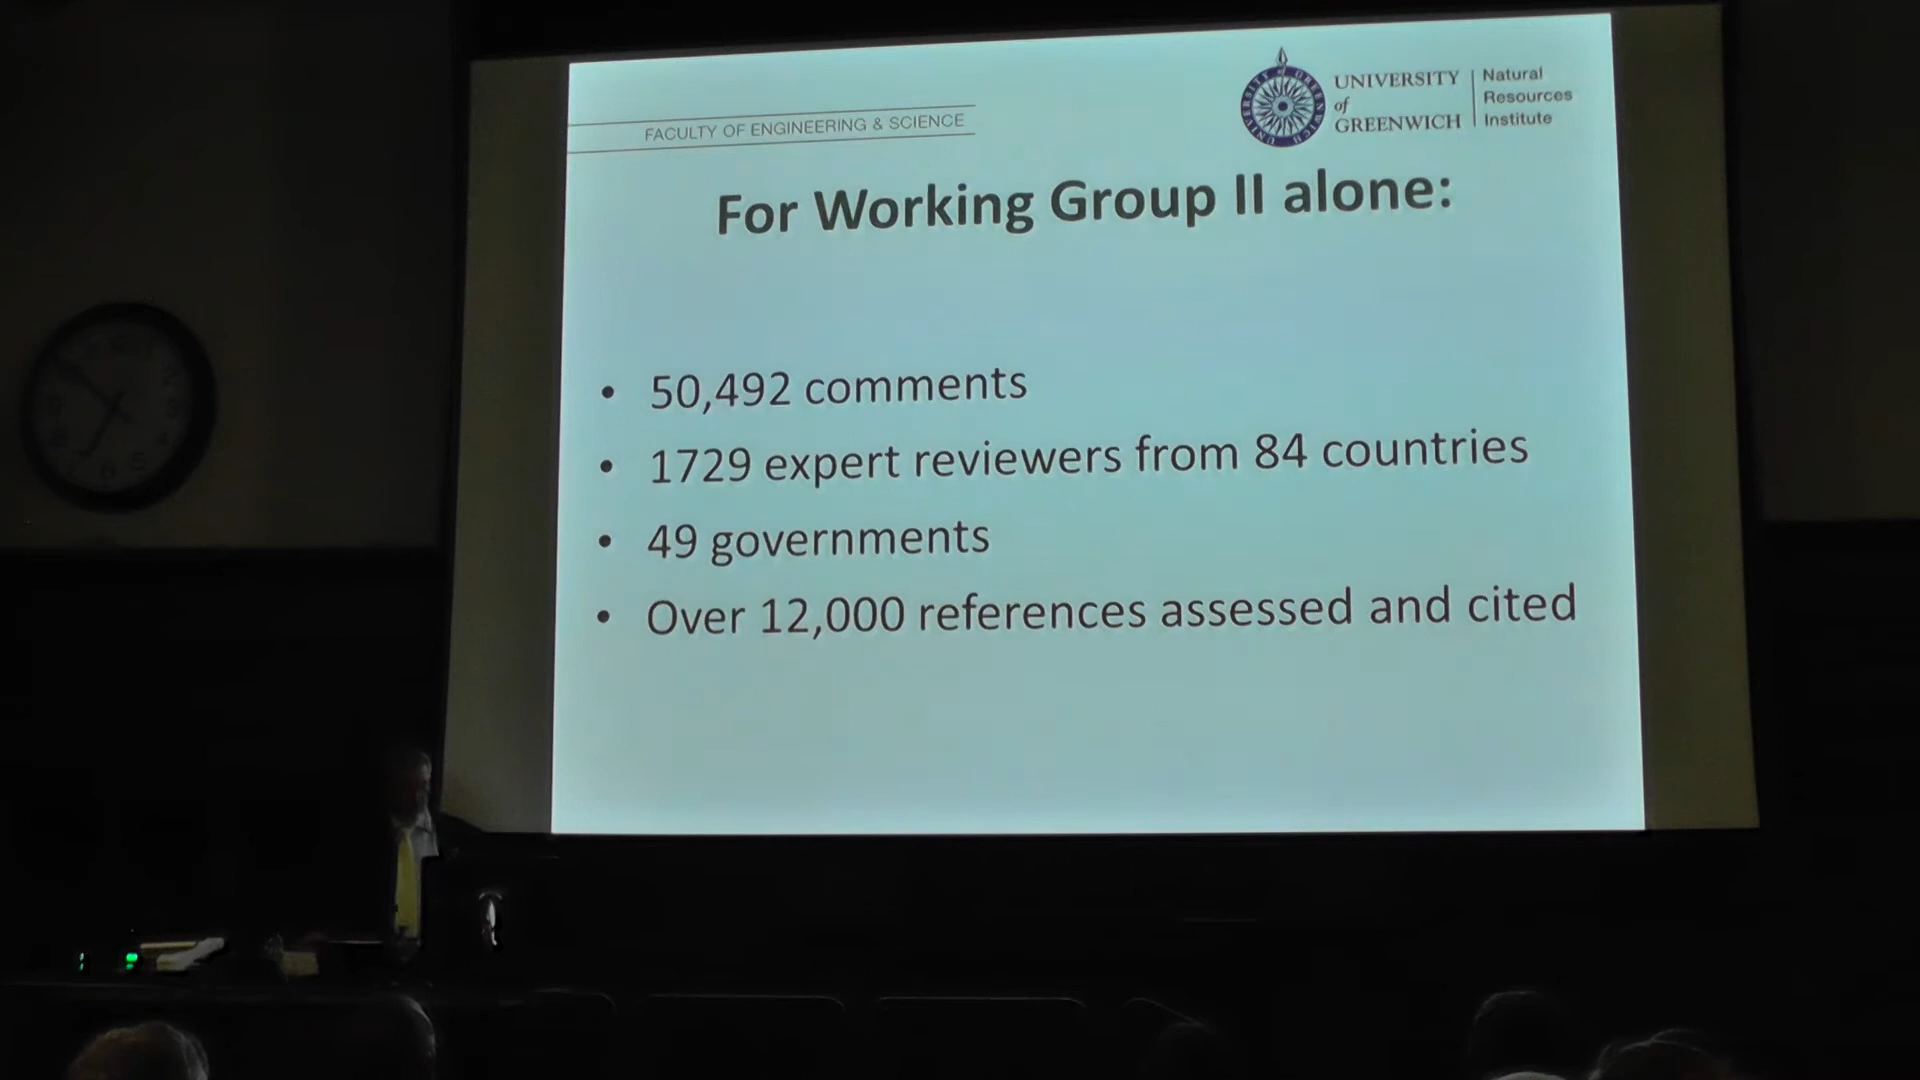 FACULTY OF ENGINEERING & SCIENCE
UNIVERSITY
of
GREENWICH
Natural
Resources
Institute
For Working Group II alone:
• 50,492 comments
• 1729 expert reviewers from 84 countries
• 49 governments
• Over 12,000 references assessed and cited